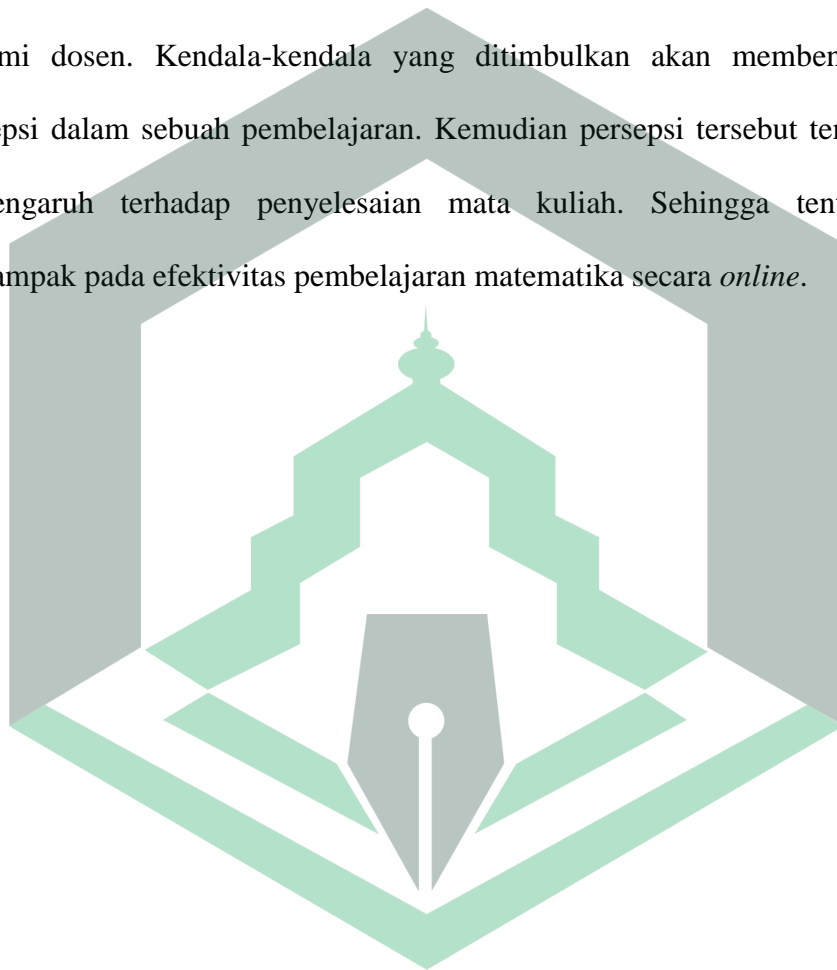 mi dosen. Kendala-kendala yang ditimbulkan akan member
epsi dalam sebuah pembelajaran. Kemudian persepsi tersebut ter
engaruh terhadap penyelesaian mata kuliah. Sehingga tent
ampak pada efektivitas pembelajaran matematika secara online.